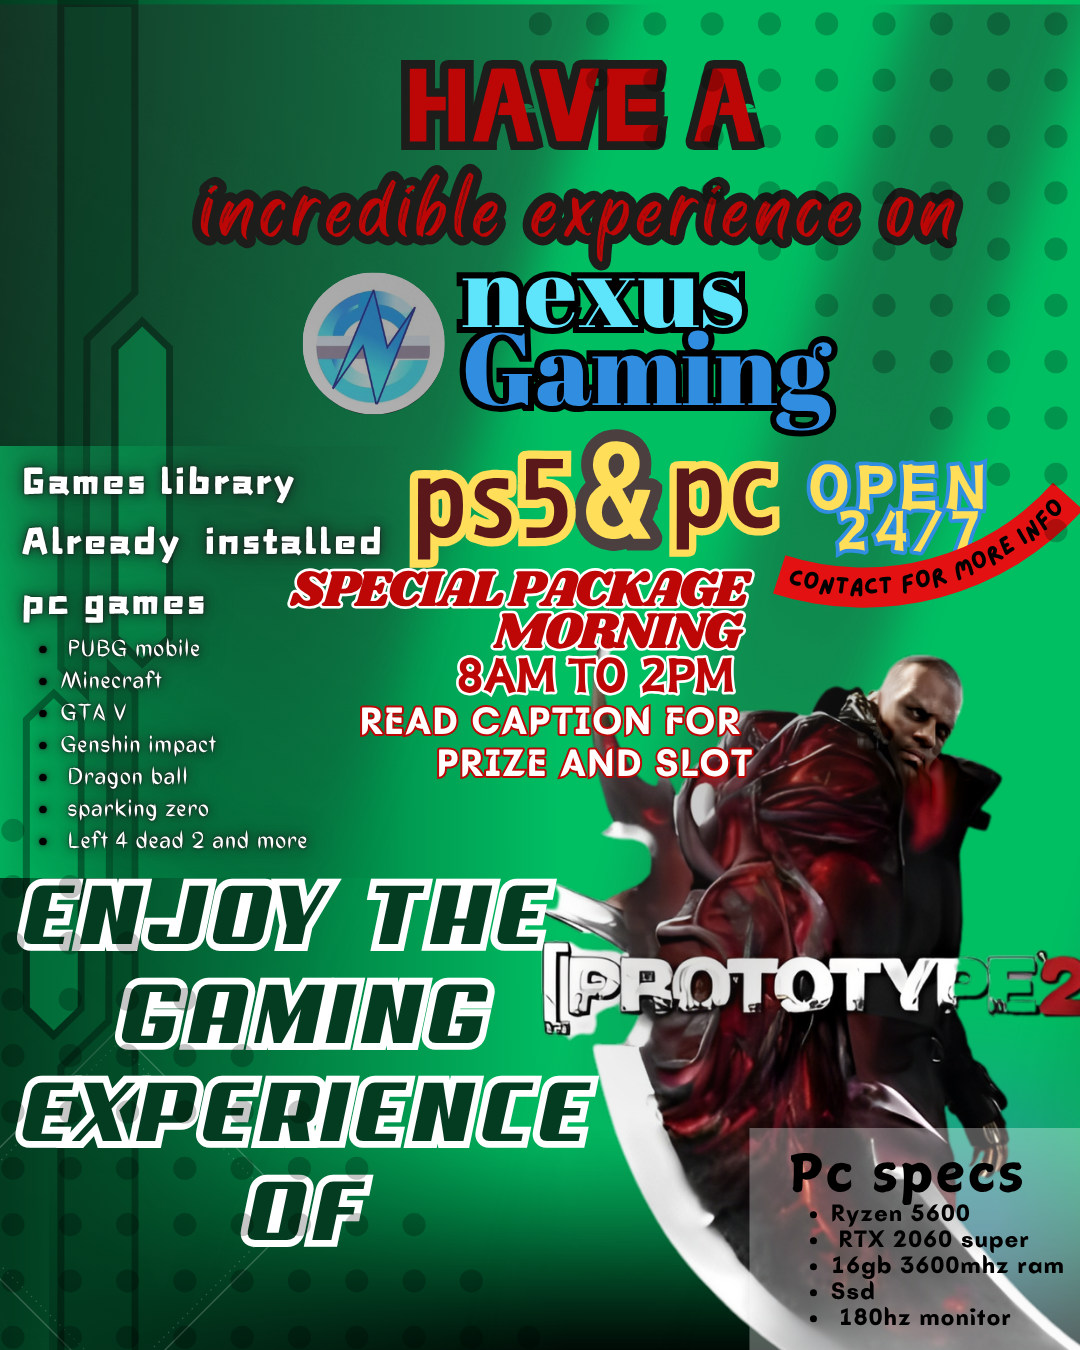 HAVE A
incredible experience on
nexus
Gaming
ps5 & pc
OPEN
24/7
CONTACT FOR MORE INFO
Games library
Already installed
pc games
PUBG mobile
Minecraft
GTA V
Genshin impact
Dragon ball
sparking zero
Left 4 dead 2 and more
SPECIAL PACKAGE
MORNING
8AM TO 2PM
READ CAPTION FOR
PRIZE AND SLOT
ENJOY THE
GAMING
EXPERIENCE
OF
[PROTOTYPE2
Pc specs
Ryzen 5600
RTX 2060 super
16gb 3600mhz ram
Ssd
180hz monitor